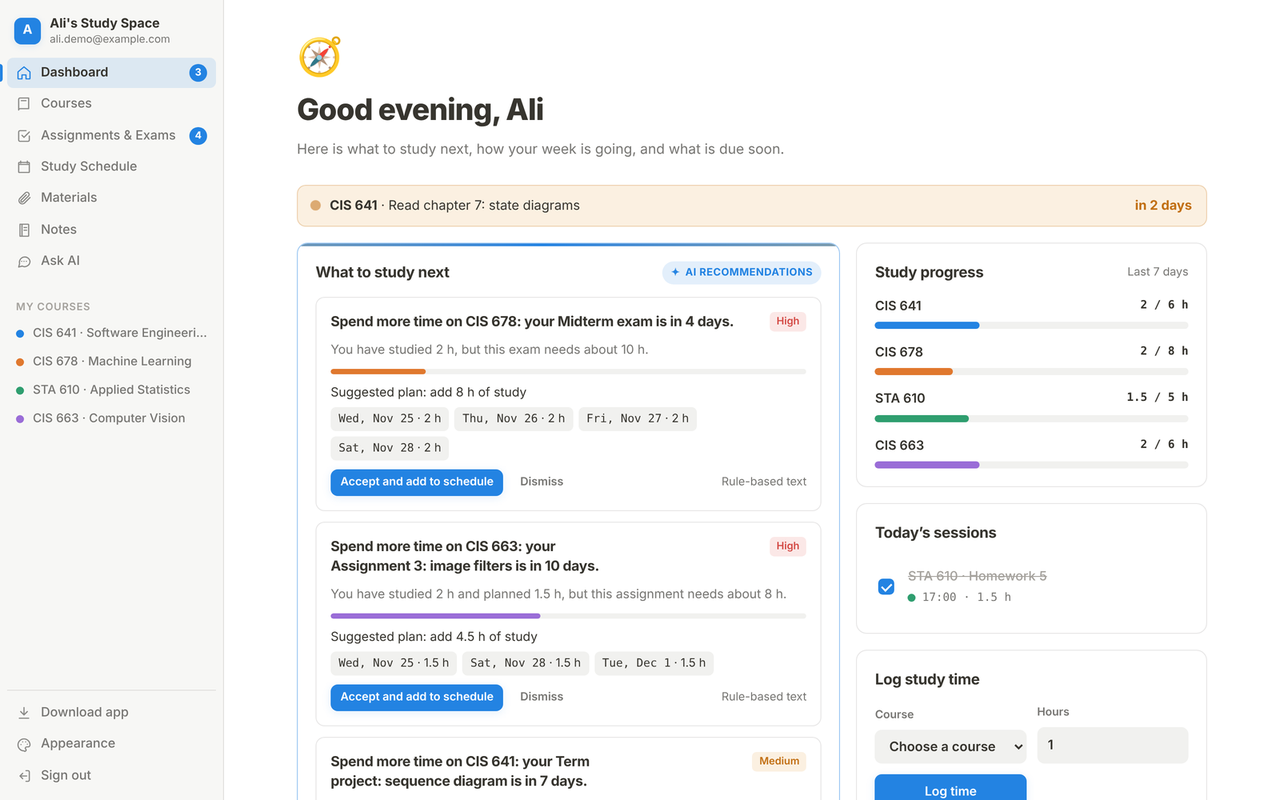 A
Ali's Study Space
ali.demo@example.com
Dashboard
3
Courses
Assignments & Exams
4
Study Schedule
Materials
Notes
Ask AI
MY COURSES
CIS 641 · Software Engineeri...
CIS 678 · Machine Learning
STA 610 · Applied Statistics
CIS 663 · Computer Vision
Download app
Appearance
Sign out
Good evening, Ali
Here is what to study next, how your week is going, and what is due soon.
CIS 641 · Read chapter 7: state diagrams
in 2 days
What to study next
✦ AI RECOMMENDATIONS
Spend more time on CIS 678: your Midterm exam is in 4 days.
High
You have studied 2 h, but this exam needs about 10 h.
Suggested plan: add 8 h of study
Wed, Nov 25 · 2 h
Thu, Nov 26 · 2 h
Fri, Nov 27 · 2 h
Sat, Nov 28 · 2 h
Accept and add to schedule
Dismiss
Rule-based text
Spend more time on CIS 663: your
Assignment 3: image filters is in 10 days.
High
You have studied 2 h and planned 1.5 h, but this assignment needs about 8 h.
Suggested plan: add 4.5 h of study
Wed, Nov 25 · 1.5 h
Sat, Nov 28 · 1.5 h
Tue, Dec 1 · 1.5 h
Accept and add to schedule
Dismiss
Rule-based text
Spend more time on CIS 641: your Term
project: sequence diagram is in 7 days.
Medium
Study progress
Last 7 days
CIS 641
2 / 6 h
CIS 678
2 / 8 h
STA 610
1.5 / 5 h
CIS 663
2 / 6 h
Today's sessions
STA 610 · Homework 5
17:00 · 1.5 h
Log study time
Course
Hours
Choose a course
1
Log time